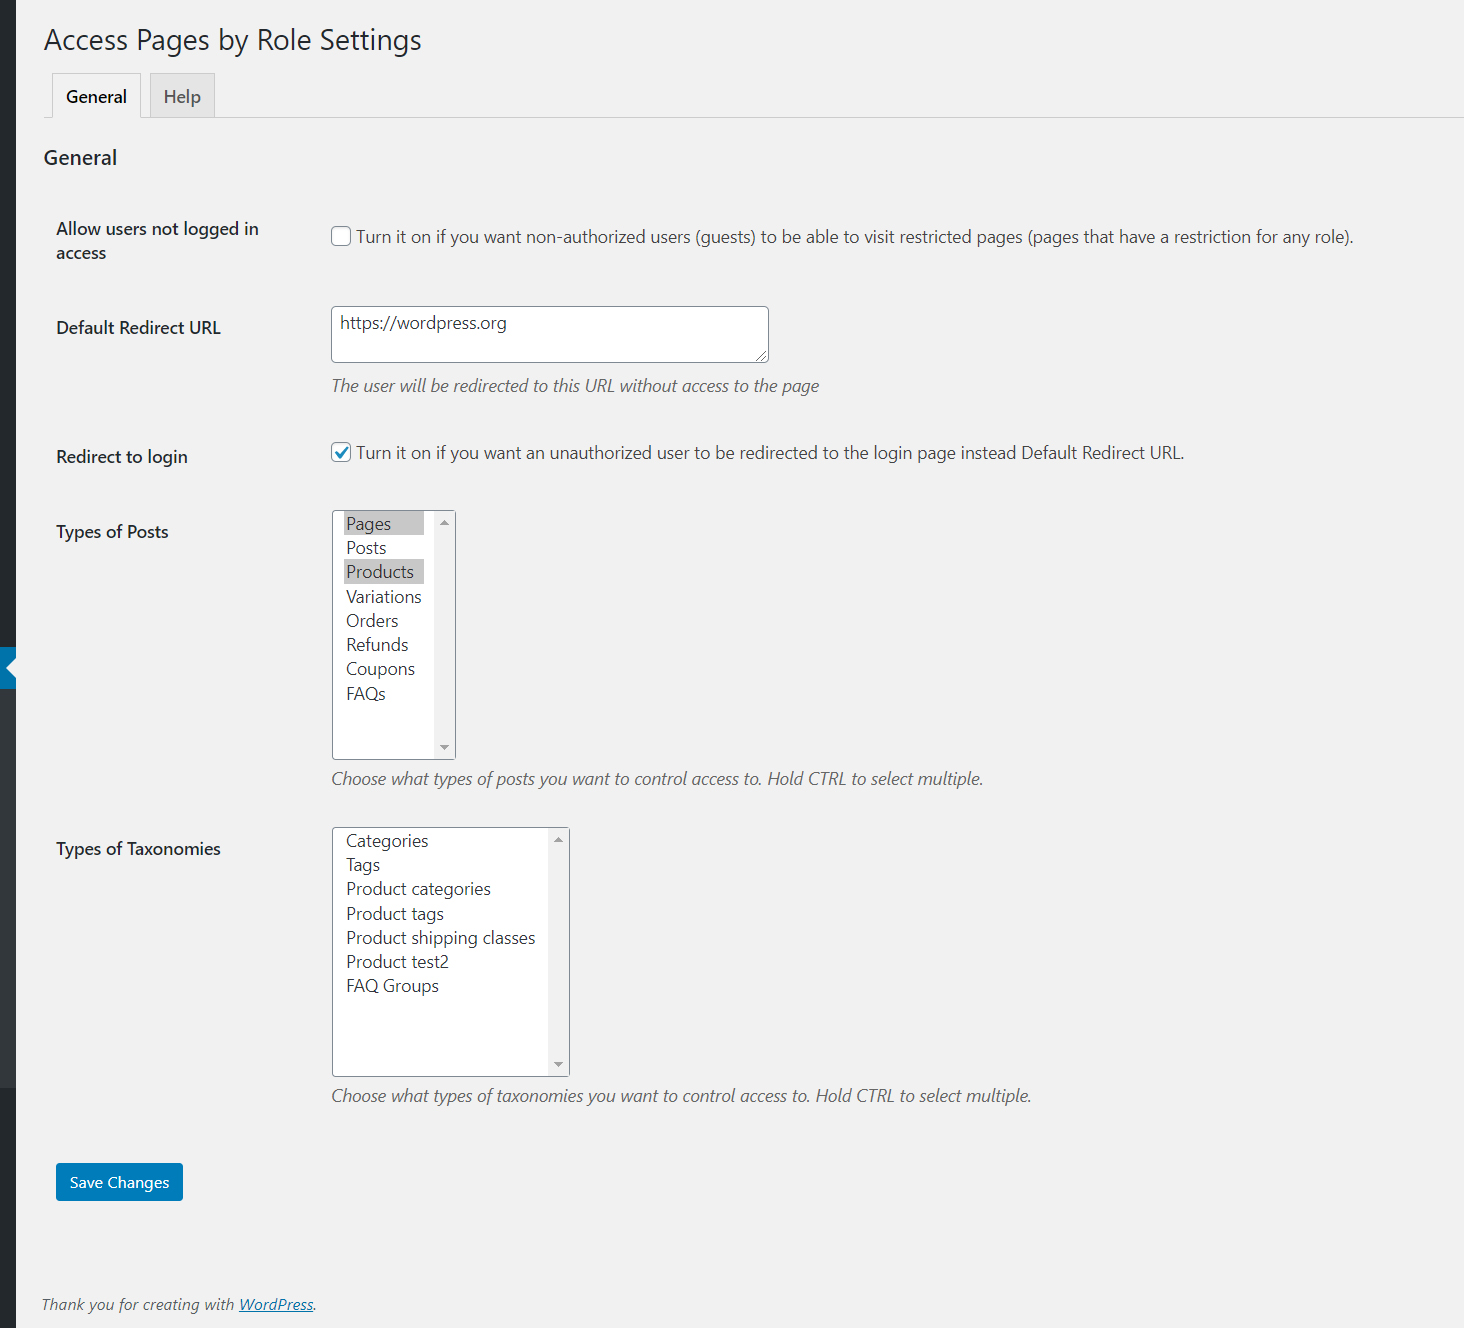 Access Pages by Role Settings
General
Help
General
Allow users not logged in
access
Turn it on if you want non-authorized users (guests) to be able to visit restricted pages (pages that have a restriction for any role).
Default Redirect URL
https://wordpress.org
The user will be redirected to this URL without access to the page
Redirect to login
Turn it on if you want an unauthorized user to be redirected to the login page instead Default Redirect URL.
Types of Posts
Pages
Posts
Products
Variations
Orders
Refunds
Coupons
FAQs
Choose what types of posts you want to control access to. Hold CTRL to select multiple.
Types of Taxonomies
Categories
Tags
Product categories
Product tags
Product shipping classes
Product test2
FAQ Groups
Choose what types of taxonomies you want to control access to. Hold CTRL to select multiple.
Save Changes
Thank you for creating with WordPress.